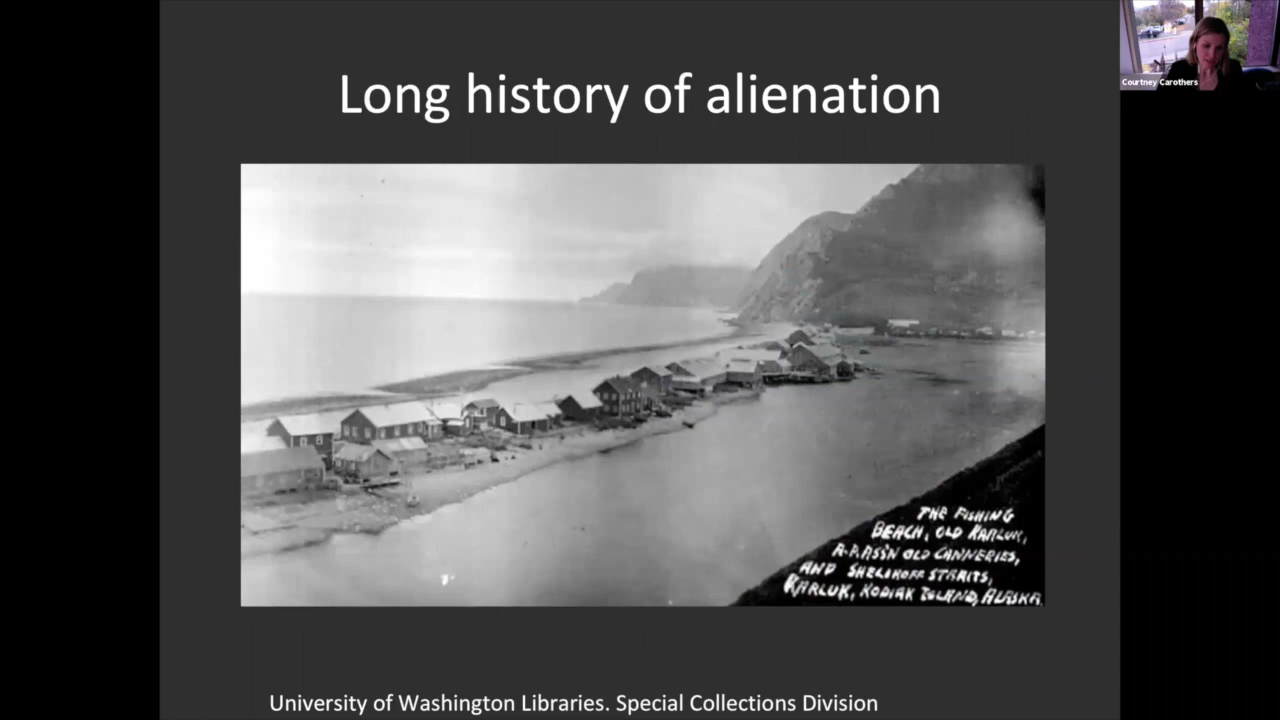 Long history of alienation
Courtney Carothers
THE FISHING
BEACH, OLD KARLUK,
A.P.ASS'N OLD CANNERIES,
AND SHELIKOFF STRAITS,
KARLUK, KODIAK ISLAND, ALASKA.
University of Washington Libraries. Special Collections Division